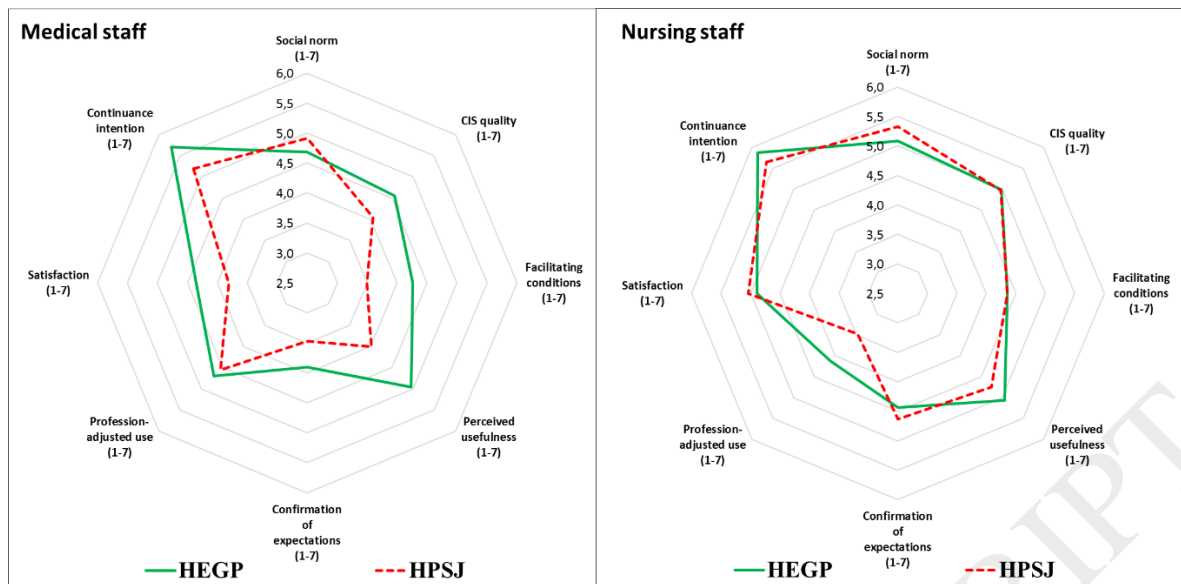 Medical staff
Social norm
(1-7)
6,0
5,5
5,0
4,5
4,0
3,5
3,0
2,5
CIS quality
(1-7)
Facilitating
conditions
(1-7)
Perceived
usefulness
(1-7)
Confirmation
of
expectations
(1-7)
Profession-
adjusted use
(1-7)
Satisfaction
(1-7)
Continuance
intention
(1-7)
HEGP
HPSJ
Nursing staff
Social norm
(1-7)
6,0
5,5
5,0
4,5
4,0
3,5
3,0
2,5
CIS quality
(1-7)
Facilitating
conditions
(1-7)
Perceived
usefulness
(1-7)
Confirmation
of
expectations
(1-7)
Profession-
adjusted use
(1-7)
Satisfaction
(1-7)
Continuance
intention
(1-7)
HEGP
HPSJ
RIPT